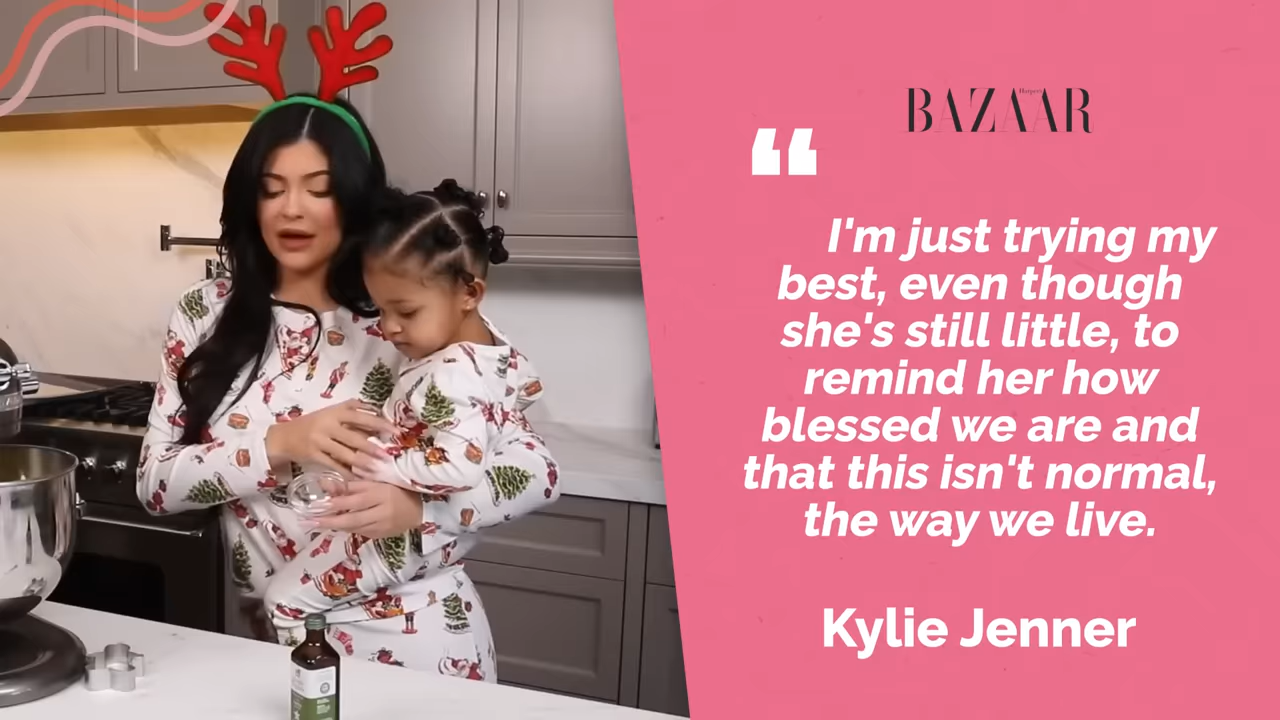 Harper's
BAZAAR
“
I'm just trying my
best, even though
she's still little, to
remind her how
blessed we are and
that this isn't normal,
the way we live.
Kylie Jenner